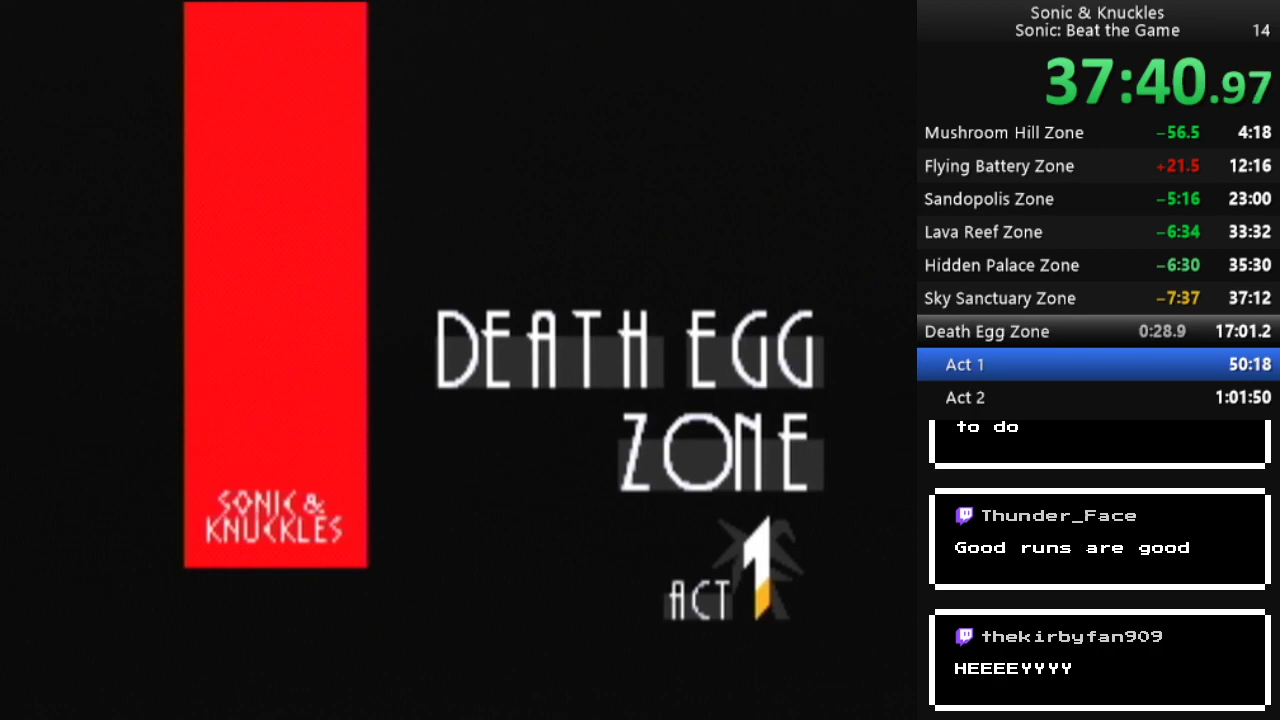 SONIC &
KNUCKLES
DEATH EGG
ZONE
ACT 1
Sonic & Knuckles
Sonic: Beat the Game 14
37:40.97
Mushroom Hill Zone −56.5 4:18
Flying Battery Zone +21.5 12:16
Sandopolis Zone −5:16 23:00
Lava Reef Zone −6:34 33:32
Hidden Palace Zone −6:30 35:30
Sky Sanctuary Zone −7:37 37:12
Death Egg Zone 0:28.9 17:01.2
Act 1 50:18
Act 2 1:01:50
to do
Thunder_Face
Good runs are good
thekirbyfan909
HEEEEYYYY